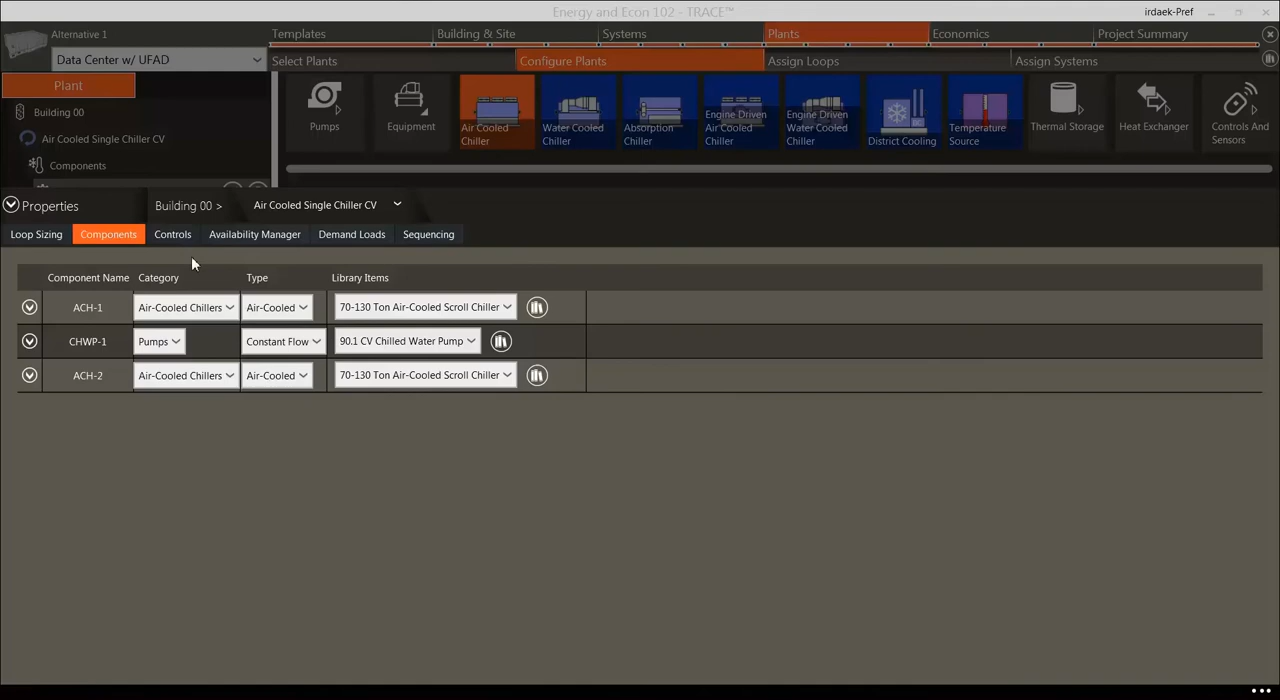 Energy and Econ 102 - TRACE™
irdaek-Pref
Alternative 1
Data Center w/ UFAD
Templates
Building & Site
Systems
Plants
Economics
Project Summary
Select Plants
Configure Plants
Assign Loops
Assign Systems
Plant
Building 00
Air Cooled Single Chiller CV
Components
Pumps
Equipment
Air Cooled
Chiller
Water Cooled
Chiller
Absorption
Chiller
Engine Driven
Air Cooled
Chiller
Engine Driven
Water Cooled
Chiller
District Cooling
DC
Temperature
Source
Thermal Storage
Heat Exchanger
Controls And
Sensors
Properties
Building 00 >
Air Cooled Single Chiller CV
Loop Sizing
Components
Controls
Availability Manager
Demand Loads
Sequencing
Component Name Category Type Library Items
ACH-1 Air-Cooled Chillers Air-Cooled 70-130 Ton Air-Cooled Scroll Chiller
CHWP-1 Pumps Constant Flow 90.1 CV Chilled Water Pump
ACH-2 Air-Cooled Chillers Air-Cooled 70-130 Ton Air-Cooled Scroll Chiller